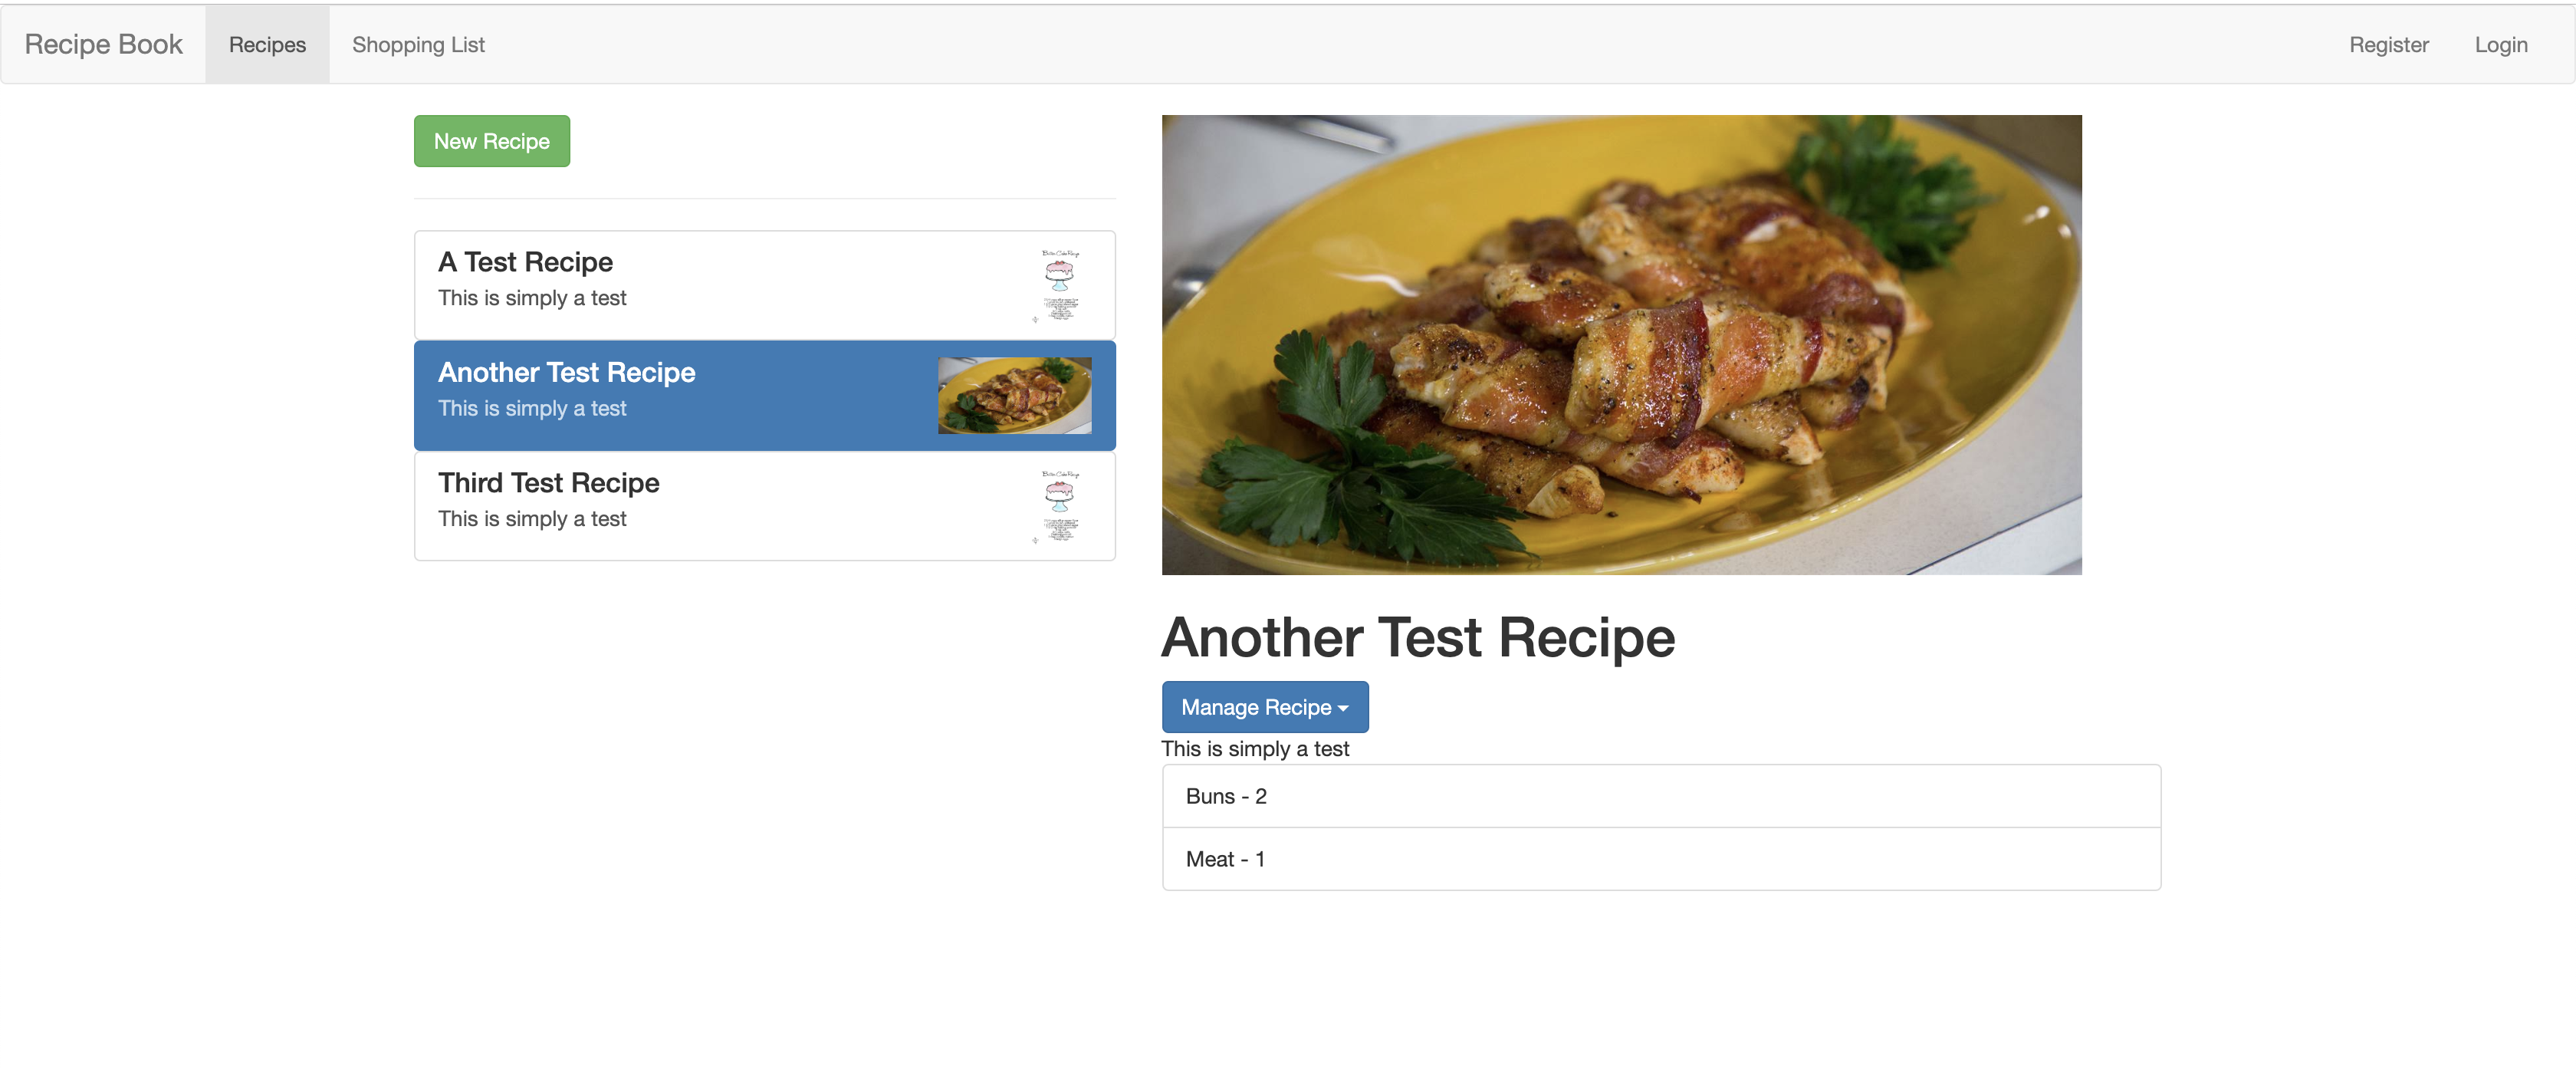 Recipe Book Recipes Shopping List Register Login
New Recipe
A Test Recipe
This is simply a test
Another Test Recipe
This is simply a test
Third Test Recipe
This is simply a test
Another Test Recipe
Manage Recipe
This is simply a test
Buns - 2
Meat - 1